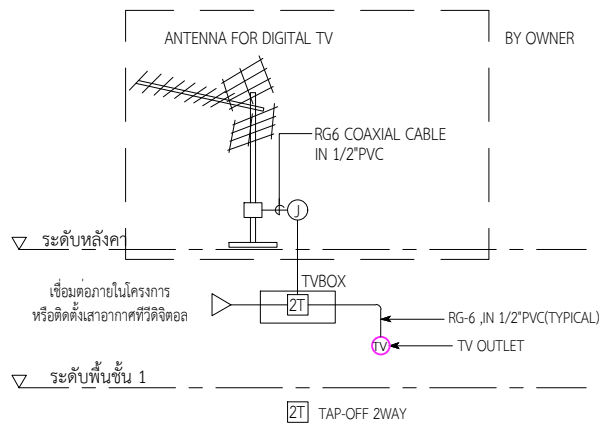 ANTENNA FOR DIGITAL TV
BY OWNER
RG6 COAXIAL CABLE
IN 1/2"PVC
J
ระดับหลังคา
TVBOX
เชื่อมต่อภายในโครงการ
หรือติดตั้งเสาอากาศทีวีดิจิตอล
2T
RG-6 ,IN 1/2"PVC(TYPICAL)
TV
TV OUTLET
ระดับพื้นชั้น 1
2T TAP-OFF 2WAY